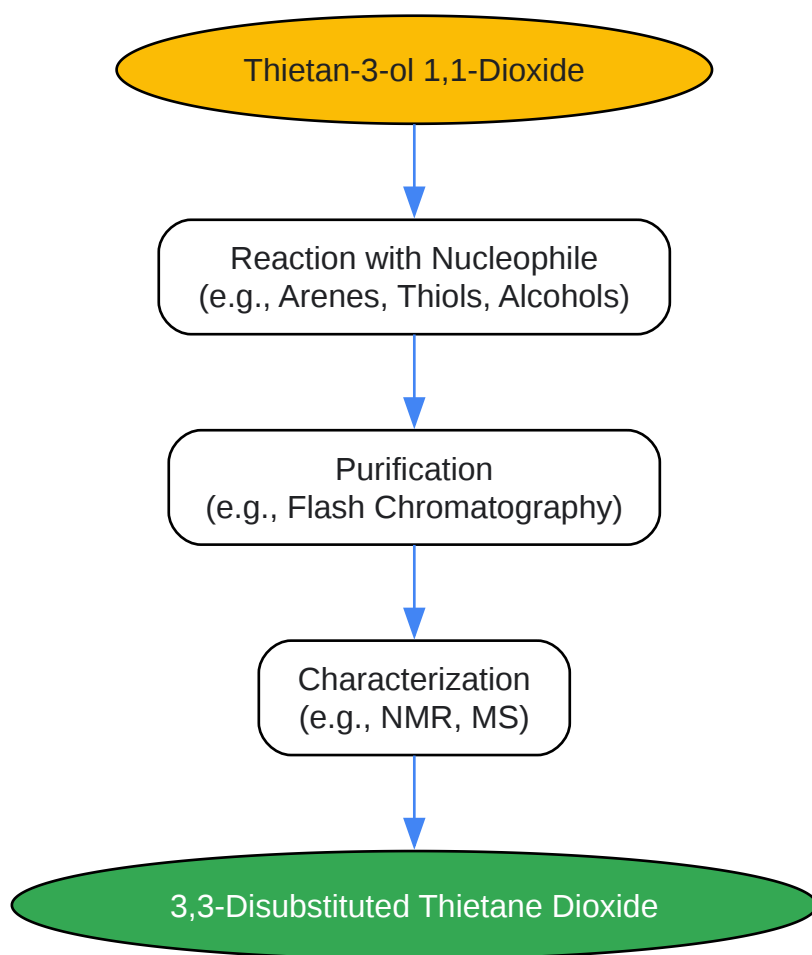 Thietan-3-ol 1,1-Dioxide
Reaction with Nucleophile
(e.g., Arenes, Thiols, Alcohols)
Purification
(e.g., Flash Chromatography)
Characterization
(e.g., NMR, MS)
3,3-Disubstituted Thietane Dioxide